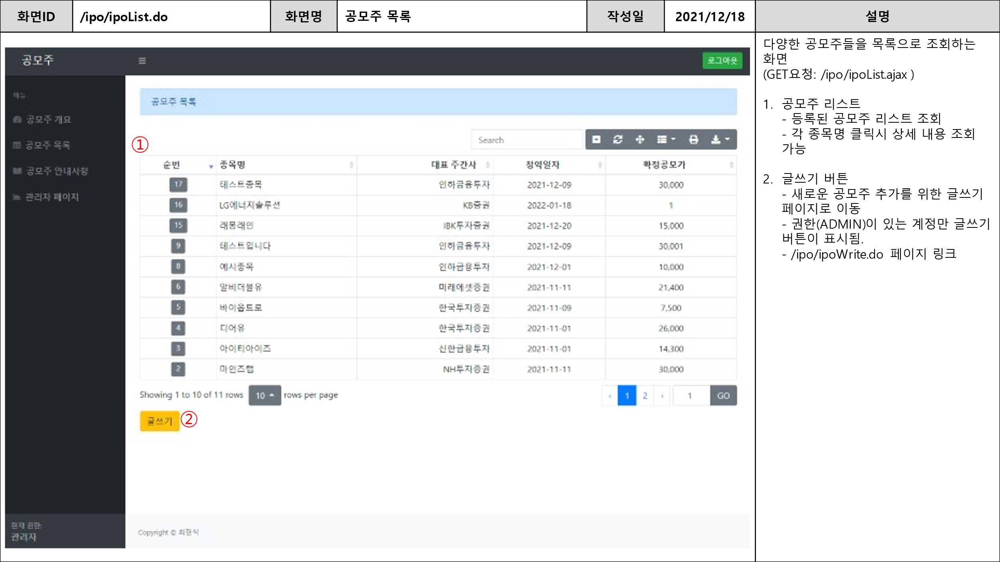 화면ID /ipo/ipoList.do 화면명 공모주 목록 작성일 2021/12/18 설명
공모주 로그아웃
메뉴
공모주 개요
공모주 목록
공모주 안내사항
관리자 페이지
현재 권한:
관리자
공모주 목록
Search
①
순번 종목명 대표 주간사 청약일자 확정공모가
17 테스트종목 인하금융투자 2021-12-09 30,000
16 LG에너지솔루션 KB증권 2022-01-18 1
15 래몽래인 IBK투자증권 2021-12-20 15,000
9 테스트입니다 인하금융투자 2021-12-09 30,001
8 예시종목 인하금융투자 2021-12-01 10,000
6 알비더블유 미래에셋증권 2021-11-11 21,400
5 바이옵트로 한국투자증권 2021-11-09 7,500
4 디어유 한국투자증권 2021-11-01 26,000
3 아이티아이즈 신한금융투자 2021-11-01 14,300
2 마인즈랩 NH투자증권 2021-11-11 30,000
Showing 1 to 10 of 11 rows 10 rows per page ‹ 1 2 › 1 GO
글쓰기 ②
Copyright © 최현식
다양한 공모주들을 목록으로 조회하는
화면
(GET요청: /ipo/ipoList.ajax )
1. 공모주 리스트
- 등록된 공모주 리스트 조회
- 각 종목명 클릭시 상세 내용 조회
가능
2. 글쓰기 버튼
- 새로운 공모주 추가를 위한 글쓰기
페이지로 이동
- 권한(ADMIN)이 있는 계정만 글쓰기
버튼이 표시됨.
- /ipo/ipoWrite.do 페이지 링크